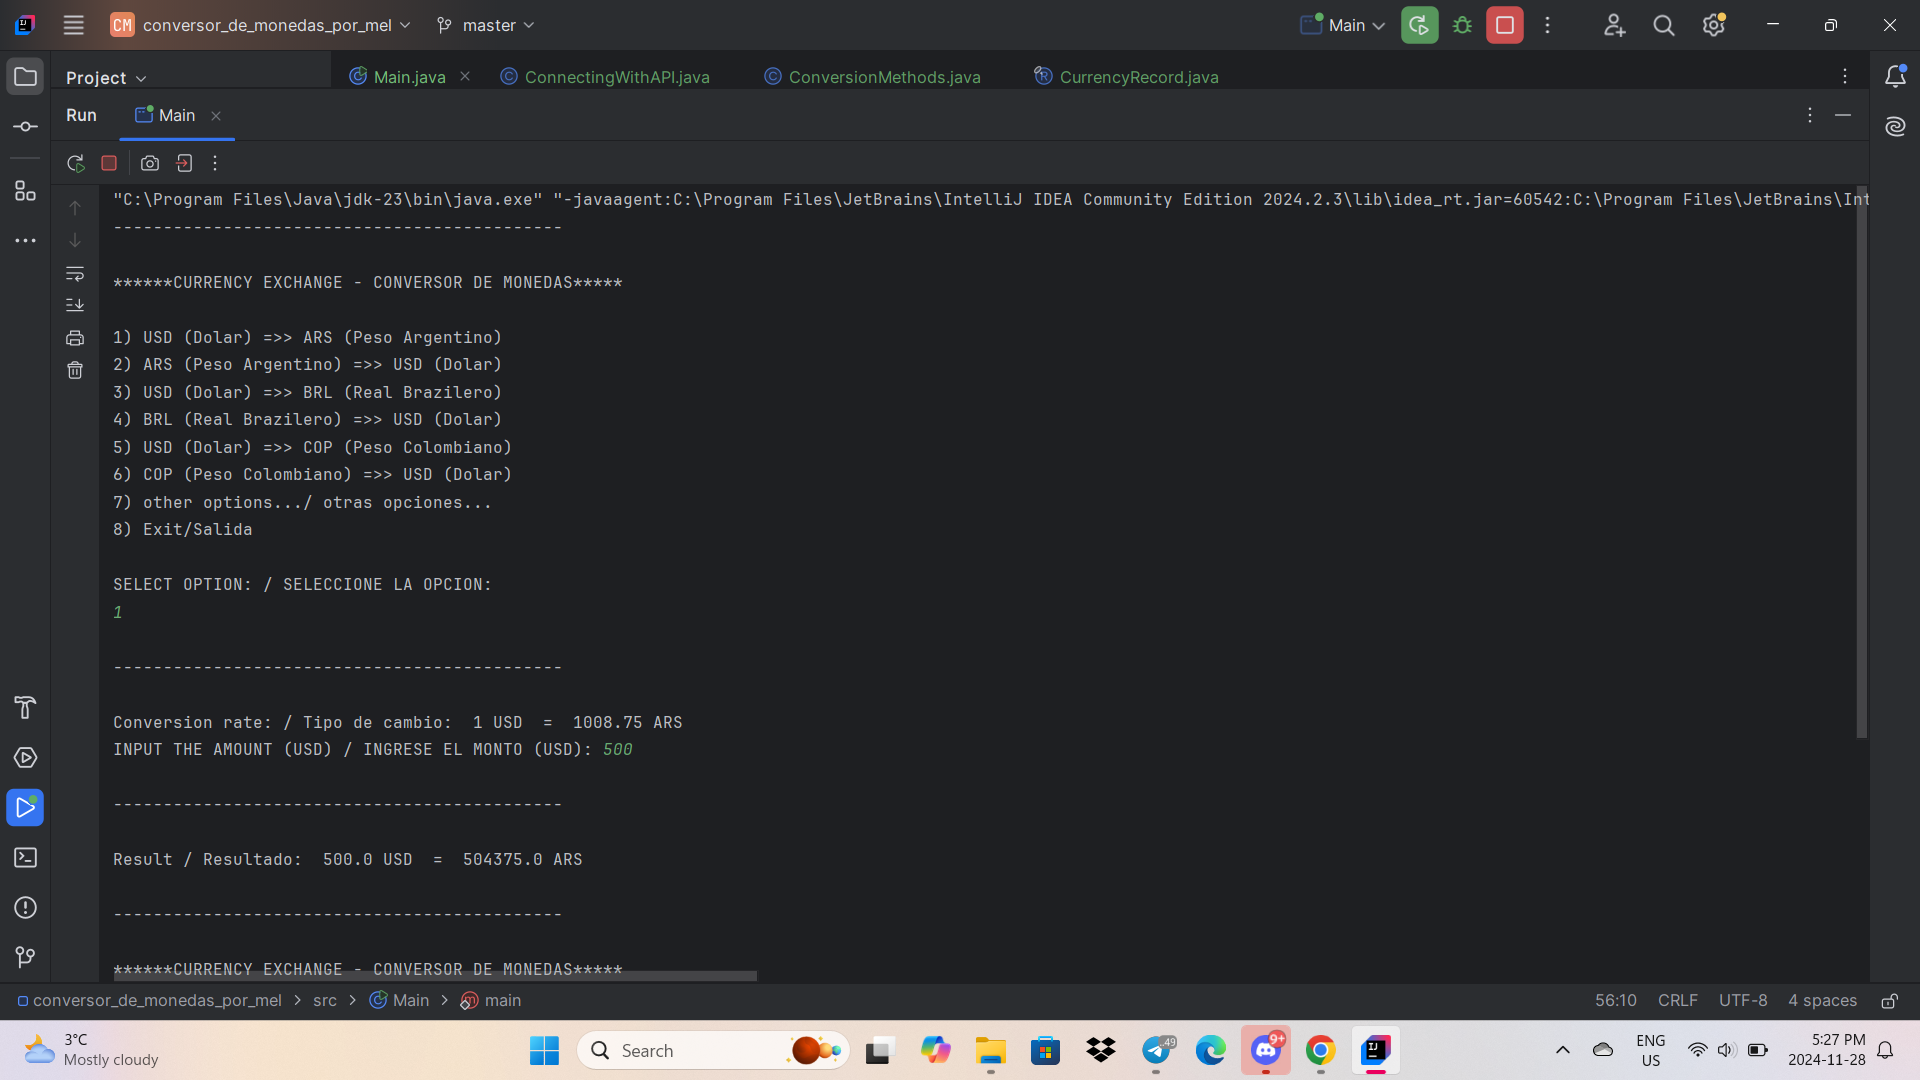 CM conversor_de_monedas_por_mel master Main
Project Main.java ConnectingWithAPI.java ConversionMethods.java CurrencyRecord.java
Run Main
"C:\Program Files\Java\jdk-23\bin\java.exe" "-javaagent:C:\Program Files\JetBrains\IntelliJ IDEA Community Edition 2024.2.3\lib\idea_rt.jar=60542:C:\Program Files\JetBrains\Int
---------------------------------------------
******CURRENCY EXCHANGE - CONVERSOR DE MONEDAS*****
1) USD (Dolar) =>> ARS (Peso Argentino)
2) ARS (Peso Argentino) =>> USD (Dolar)
3) USD (Dolar) =>> BRL (Real Brazilero)
4) BRL (Real Brazilero) =>> USD (Dolar)
5) USD (Dolar) =>> COP (Peso Colombiano)
6) COP (Peso Colombiano) =>> USD (Dolar)
7) other options.../ otras opciones...
8) Exit/Salida
SELECT OPTION: / SELECCIONE LA OPCION:
1
---------------------------------------------
Conversion rate: / Tipo de cambio:  1 USD  =  1008.75 ARS
INPUT THE AMOUNT (USD) / INGRESE EL MONTO (USD): 500
---------------------------------------------
Result / Resultado:  500.0 USD  =  504375.0 ARS
---------------------------------------------
******CURRENCY EXCHANGE - CONVERSOR DE MONEDAS*****
conversor_de_monedas_por_mel > src > Main > main 56:10 CRLF UTF-8 4 spaces
3°C
Mostly cloudy
Search
49
9+
ENG
US
5:27 PM
2024-11-28